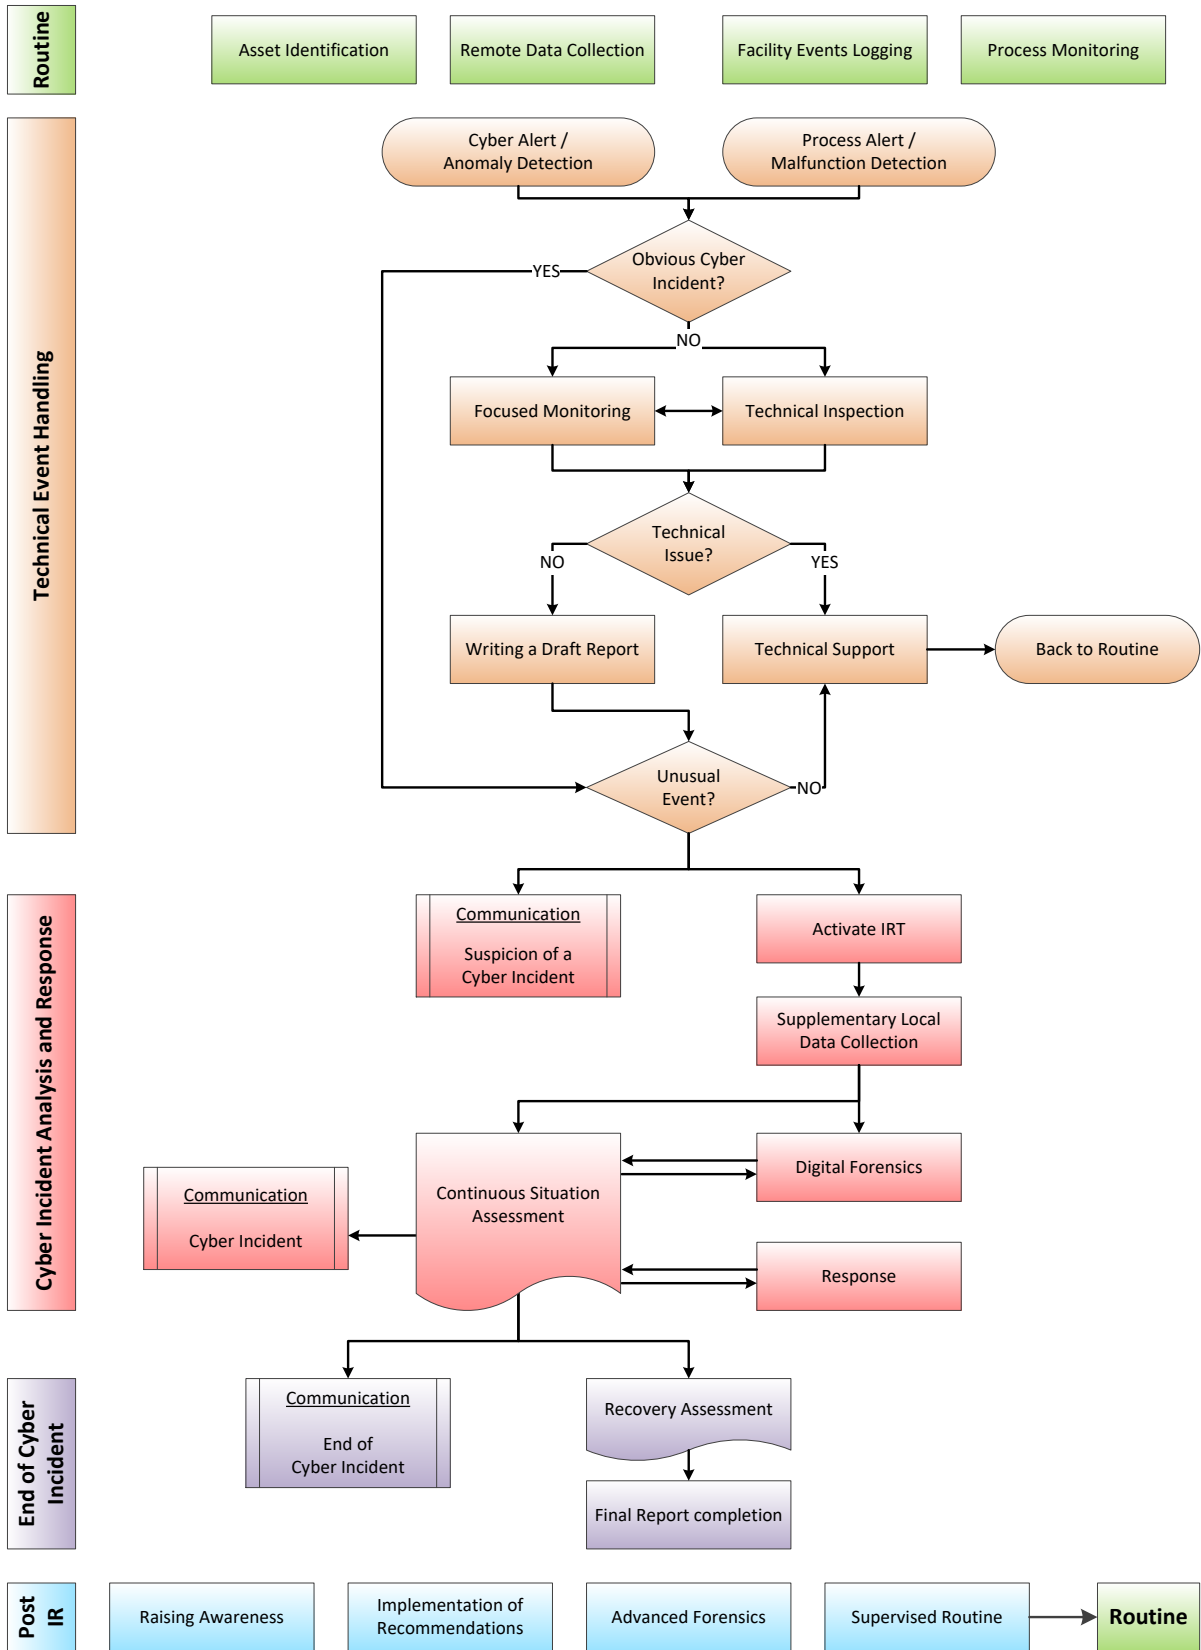 Routine
Asset Identification
Remote Data Collection
Facility Events Logging
Process Monitoring
Technical Event Handling
Cyber Alert /
Anomaly Detection
Process Alert /
Malfunction Detection
Obvious Cyber
Incident?
YES
NO
Focused Monitoring
Technical Inspection
Technical
Issue?
NO
YES
Writing a Draft Report
Technical Support
Back to Routine
Unusual
Event?
NO
Cyber Incident Analysis and Response
Communication
Suspicion of a
Cyber Incident
Activate IRT
Supplementary Local
Data Collection
Continuous Situation
Assessment
Digital Forensics
Communication
Cyber Incident
Response
End of Cyber
Incident
Communication
End of
Cyber Incident
Recovery Assessment
Final Report completion
Post
IR
Raising Awareness
Implementation of
Recommendations
Advanced Forensics
Supervised Routine
Routine